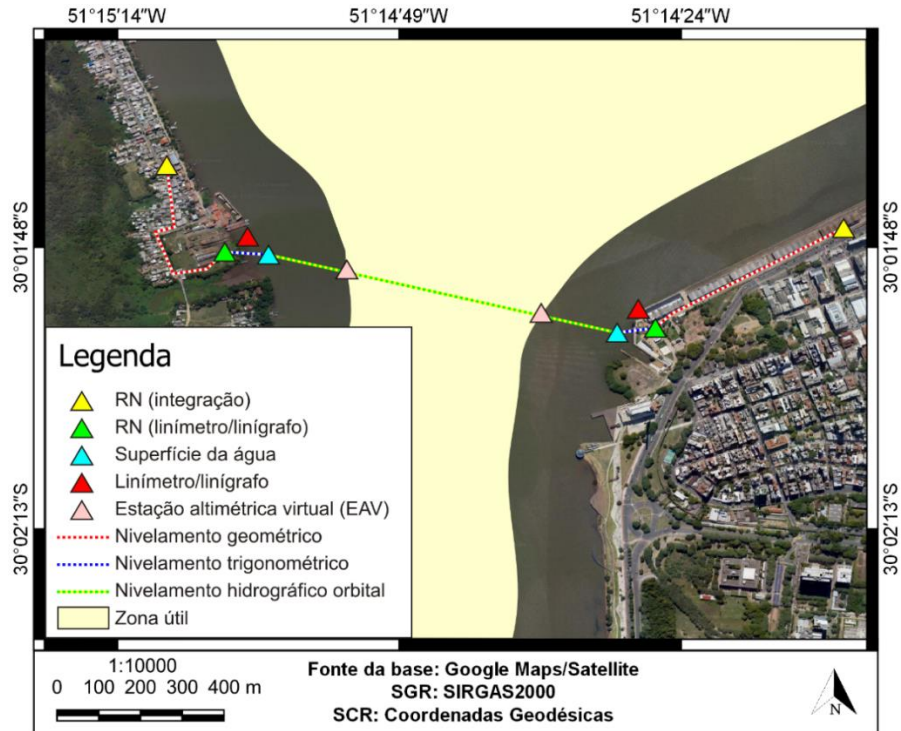 51°15'14"W 51°14'49"W 51°14'24"W
30°01'48"S
30°01'48"S
30°02'13"S
30°02'13"S
Legenda
RN (integração)
RN (linímetro/linígrafo)
Superfície da água
Linímetro/linígrafo
Estação altimétrica virtual (EAV)
Nivelamento geométrico
Nivelamento trigonométrico
Nivelamento hidrográfico orbital
Zona útil
1:10000
0 100 200 300 400 m
Fonte da base: Google Maps/Satellite
SGR: SIRGAS2000
SCR: Coordenadas Geodésicas
N